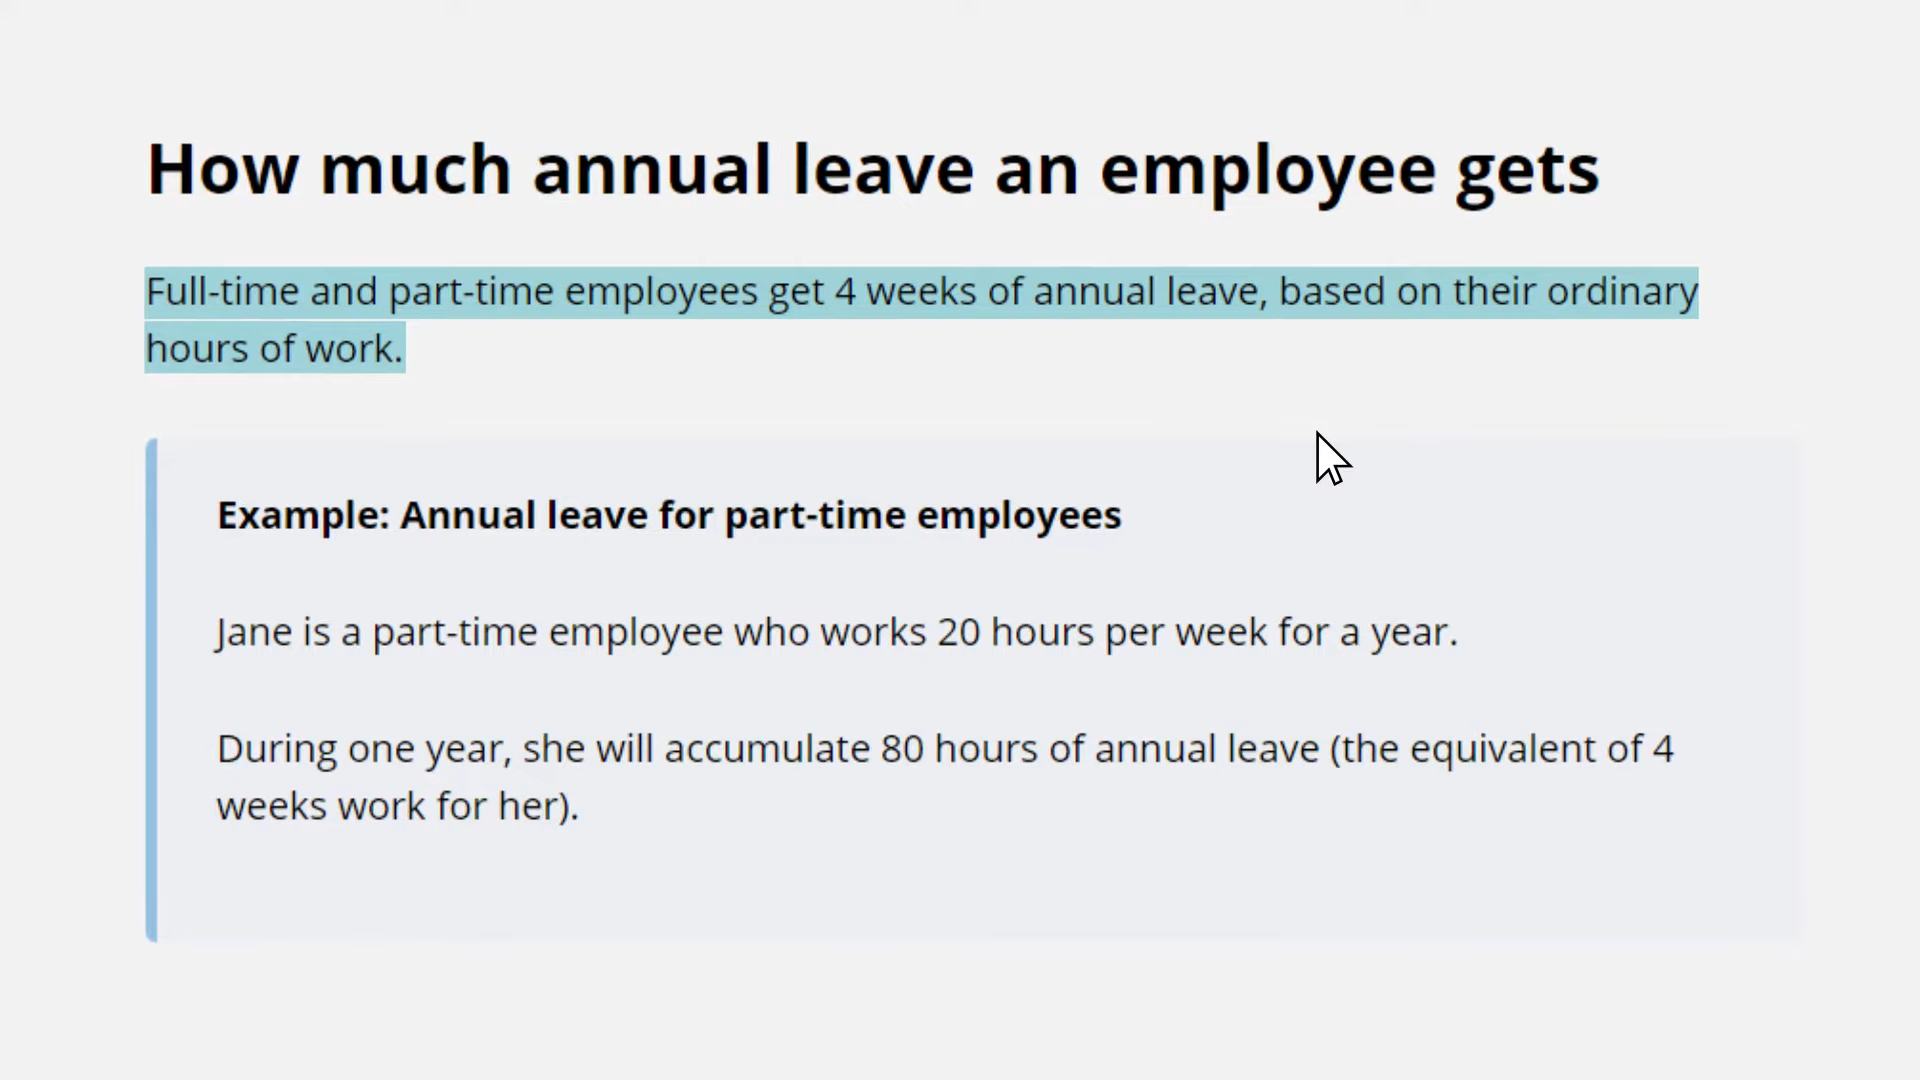 How much annual leave an employee gets
Full-time and part-time employees get 4 weeks of annual leave, based on their ordinary
hours of work.
Example: Annual leave for part-time employees
Jane is a part-time employee who works 20 hours per week for a year.
During one year, she will accumulate 80 hours of annual leave (the equivalent of 4
weeks work for her).